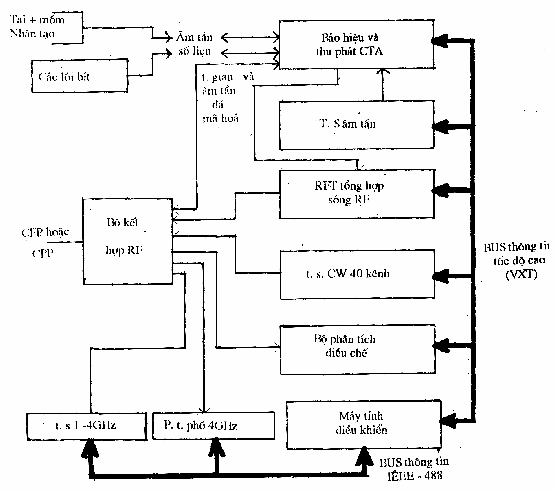 Tai + mồm
Nhân tạo
Các lỗi bít
Âm tần
số liệu
Báo hiệu và
thu phát CTA
t. gian và
âm tần
đã
mã hoá
T. S âm tần
RFT tổng hợp
sóng RF
CFP hoặc
CPP
Bộ kết
hợp RF
t. s. CW 40 kênh
BUS thông tin
tốc độ cao
(VXT)
Bộ phân tích
điều chế
t. s 1 -4GHz
P. t. phổ 4GHz
Máy tính
điều khiển
BUS thông tin
IEEE - 488